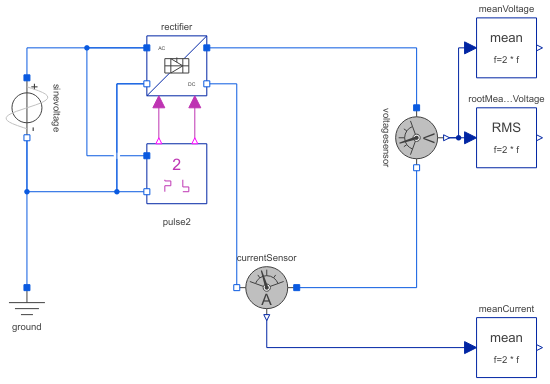 meanVoltage
mean
f=2 * f
rectifier
AC
DC
sinevoltage
+
-
rootMea...Voltage
RMS
f=2 * f
voltagesensor
2
pulse2
currentSensor
A
ground
meanCurrent
mean
f=2 * f